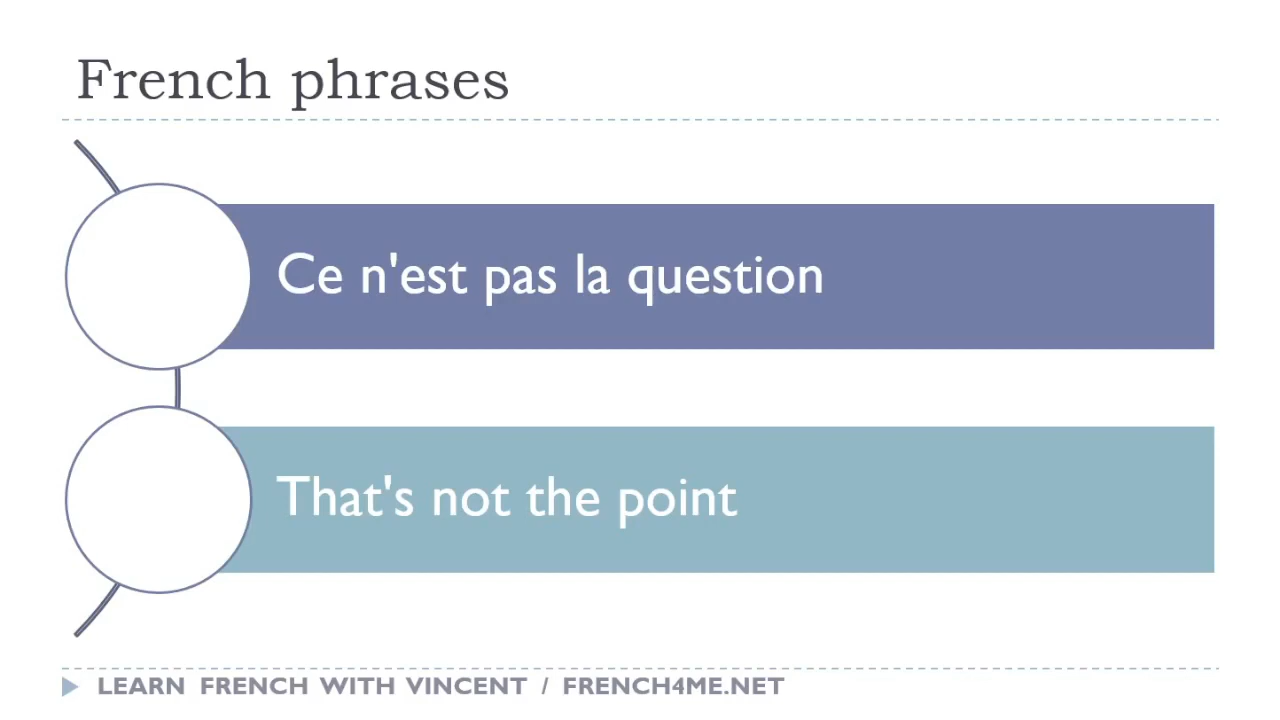 French phrases
Ce n'est pas la question
That's not the point
LEARN FRENCH WITH VINCENT / FRENCH4ME.NET